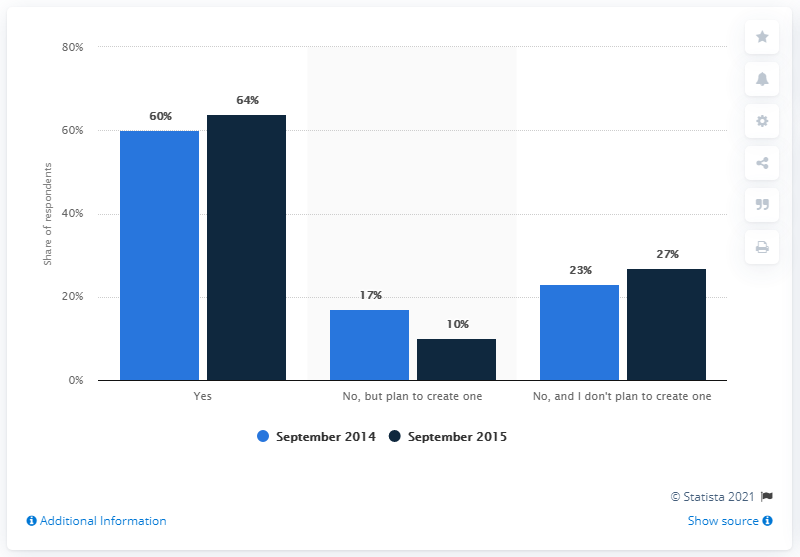 80%
60%
40%
20%
0%
Share of respondents
60%
64%
17%
10%
23%
27%
Yes
No, but plan to create one
No, and I don't plan to create one
September 2014
September 2015
© Statista 2021
Additional Information
Show source